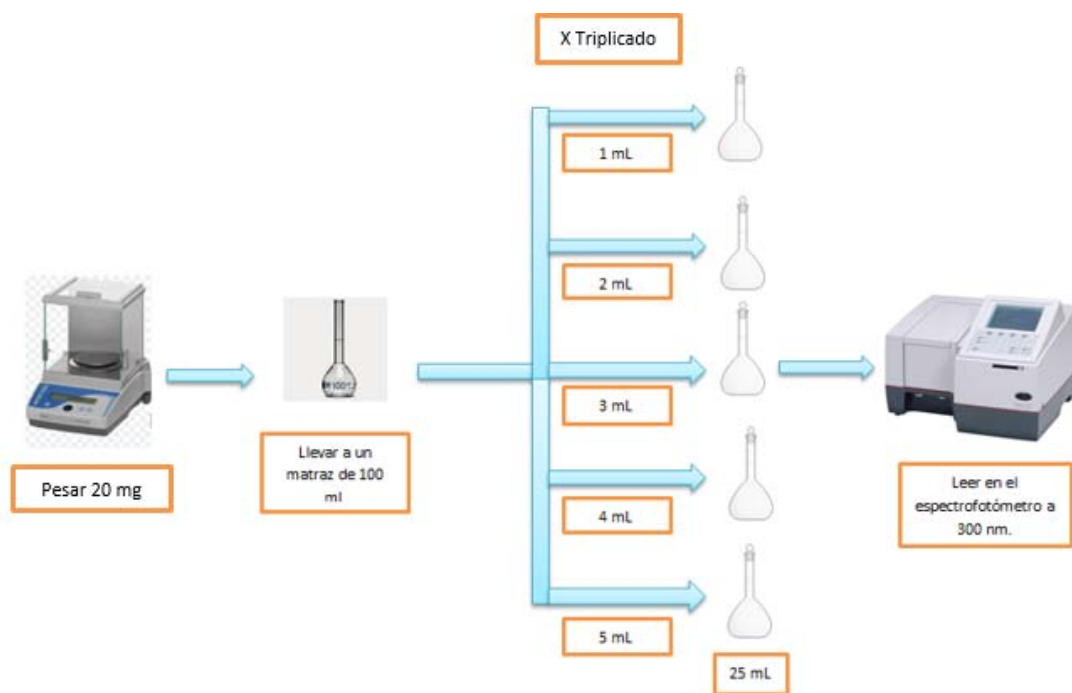 X Triplicado
1 mL
2 mL
3 mL
4 mL
5 mL
25 mL
Pesar 20 mg
100
Llevar a un
matraz de 100
ml
Leer en el
espectrofotómetro a
300 nm.